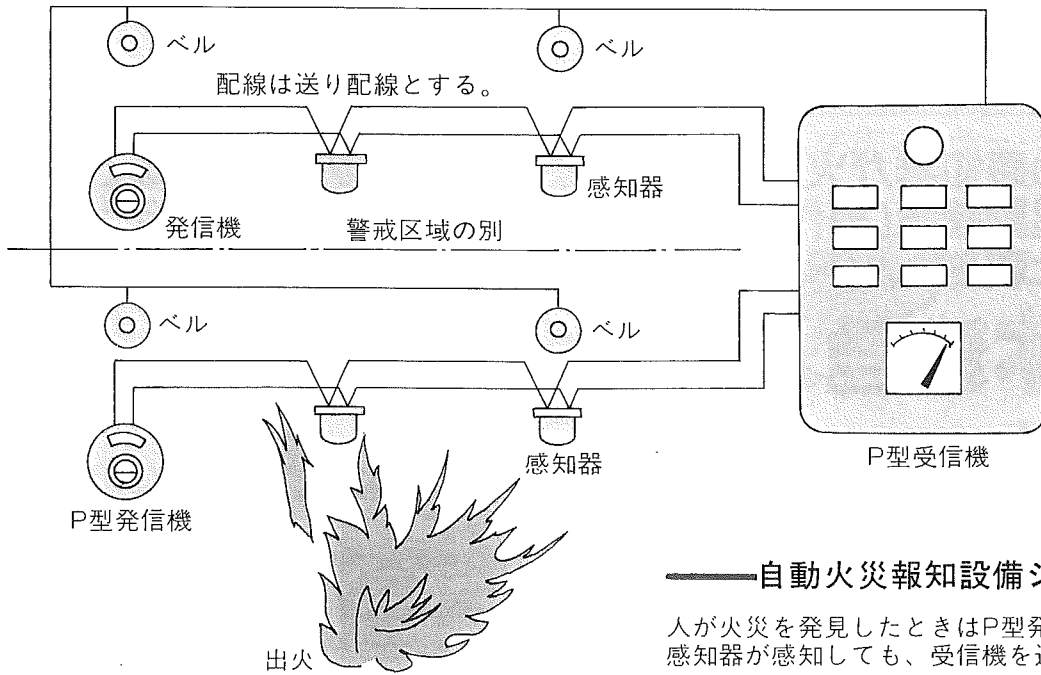 ベル
ベル
配線は送り配線とする。
感知器
発信機
警戒区域の別
ベル
ベル
感知器
P型受信機
P型発信機
自動火災報知設備シ
人が火災を発見したときはP型発
感知器が感知しても、受信機を
出火